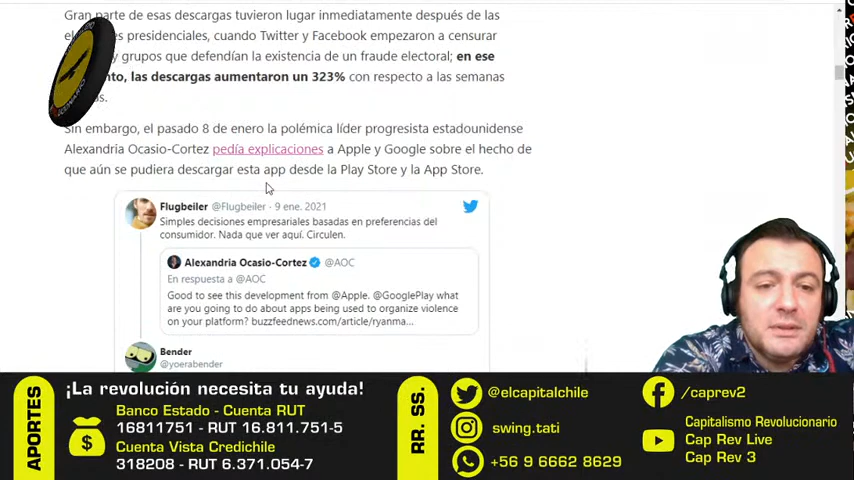 Gran parte de esas descargas tuvieron lugar inmediatamente después de las
presidenciales, cuando Twitter y Facebook empezaron a censurar
y grupos que defendían la existencia de un fraude electoral; en ese
las descargas aumentaron un 323% con respecto a las semanas
Sin embargo, el pasado 8 de enero la polémica líder progresista estadounidense
Alexandria Ocasio-Cortez pedía explicaciones a Apple y Google sobre el hecho de
que aún se pudiera descargar esta app desde la Play Store y la App Store.
Flugbeiler @Flugbeiler · 9 ene. 2021
Simples decisiones empresariales basadas en preferencias del
consumidor. Nada que ver aquí. Circulen.
Alexandria Ocasio-Cortez @AOC
En respuesta a @AOC
Good to see this development from @Apple. @GooglePlay what
are you going to do about apps being used to organize violence
on your platform? buzzfeednews.com/article/ryanma...
Bender
@yoerabender
APORTES
¡La revolución necesita tu ayuda!
Banco Estado - Cuenta RUT
16811751 - RUT 16.811.751-5
Cuenta Vista Credichile
318208 - RUT 6.371.054-7
RR. SS.
@elcapitalchile
swing.tati
+56 9 6662 8629
/caprev2
Capitalismo Revolucionario
Cap Rev Live
Cap Rev 3